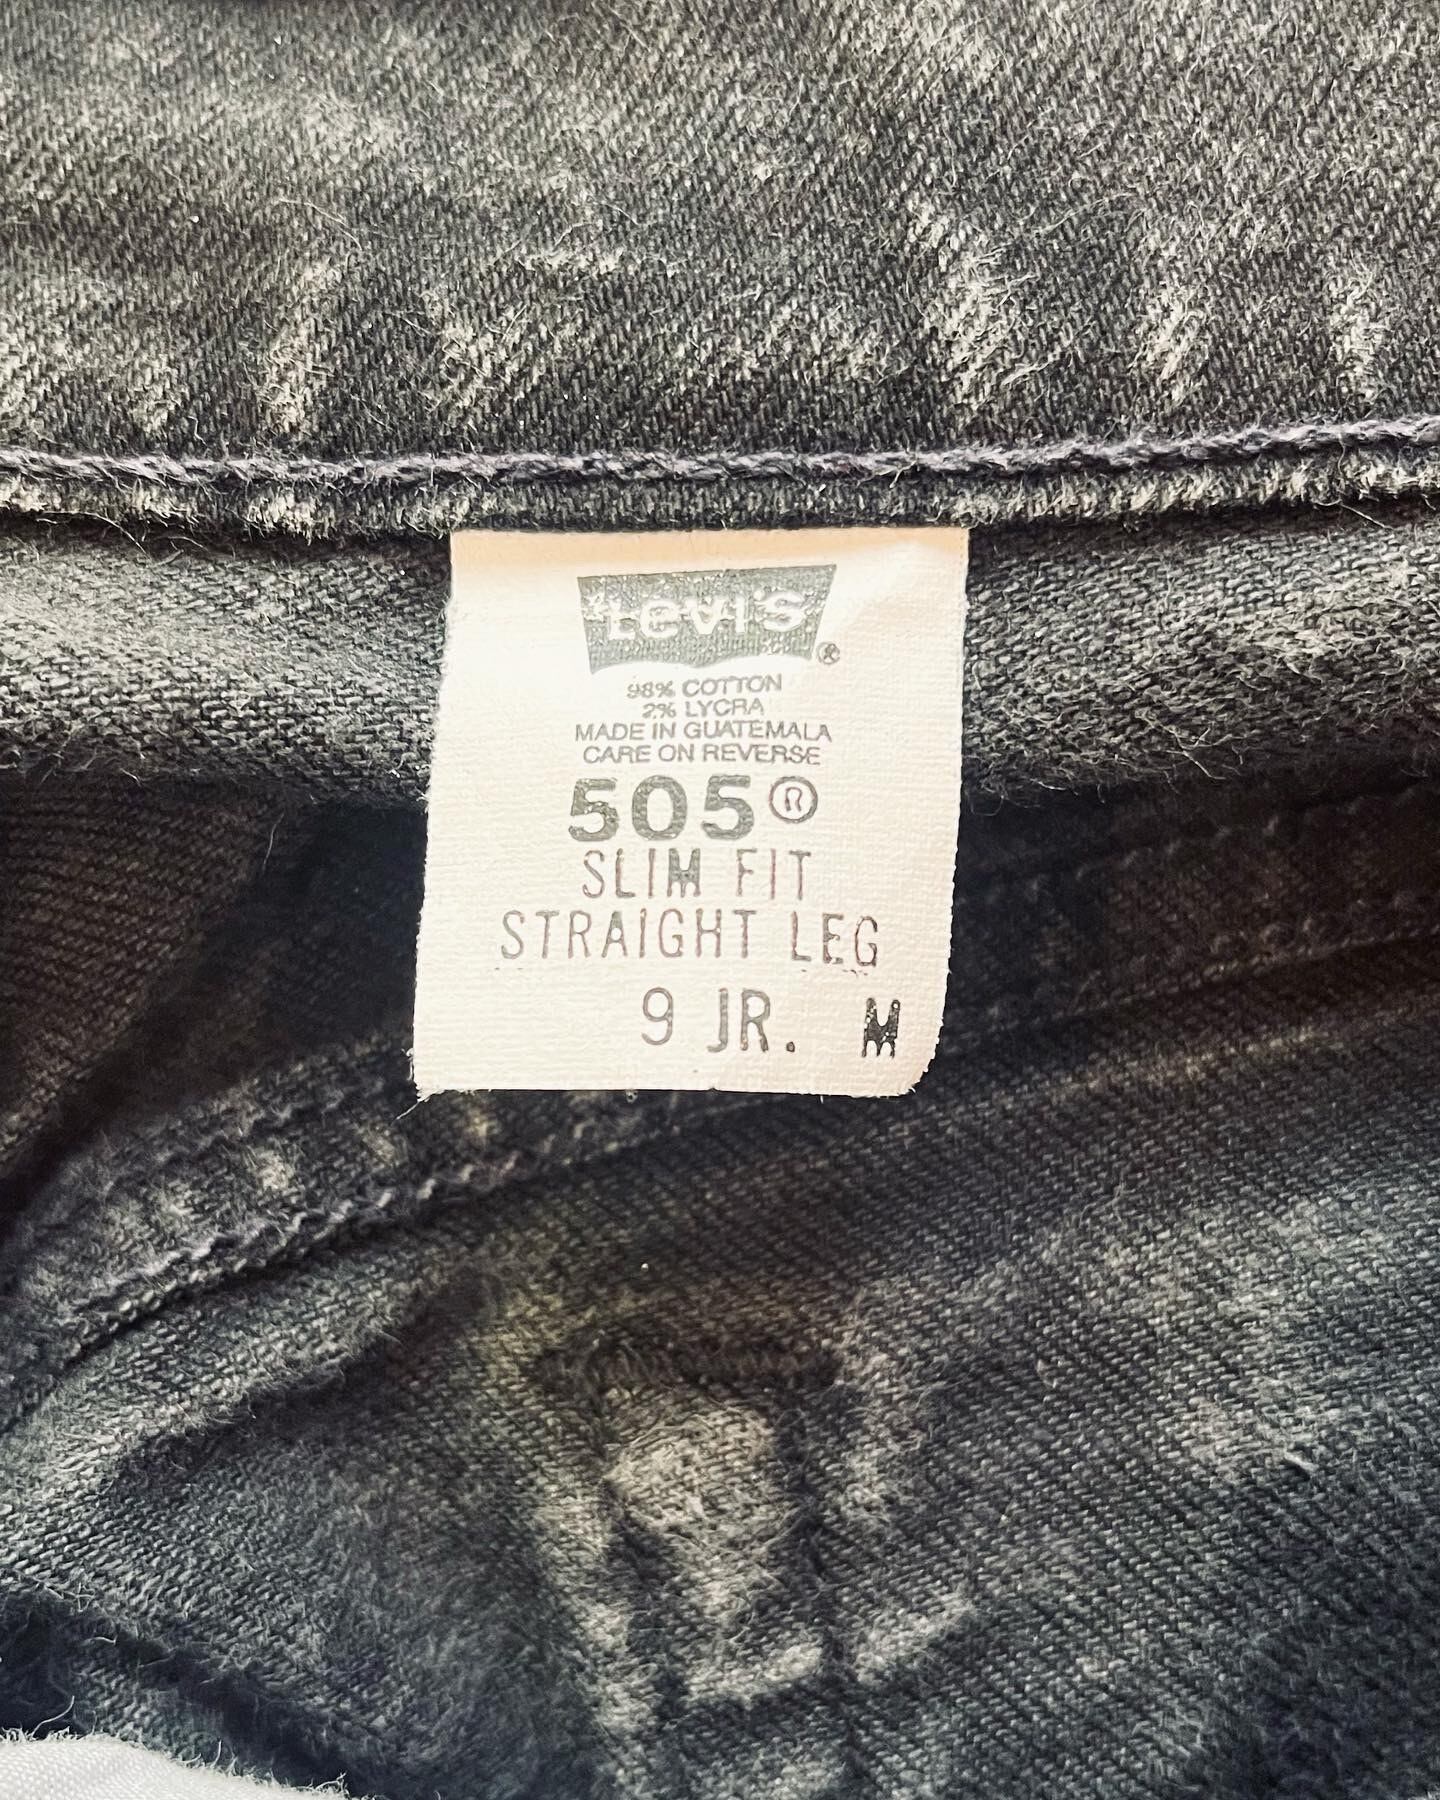 Levi's ®
98% COTTON
2% LYCRA
MADE IN GUATEMALA
CARE ON REVERSE
505®
SLIM FIT
STRAIGHT LEG
9 JR. M